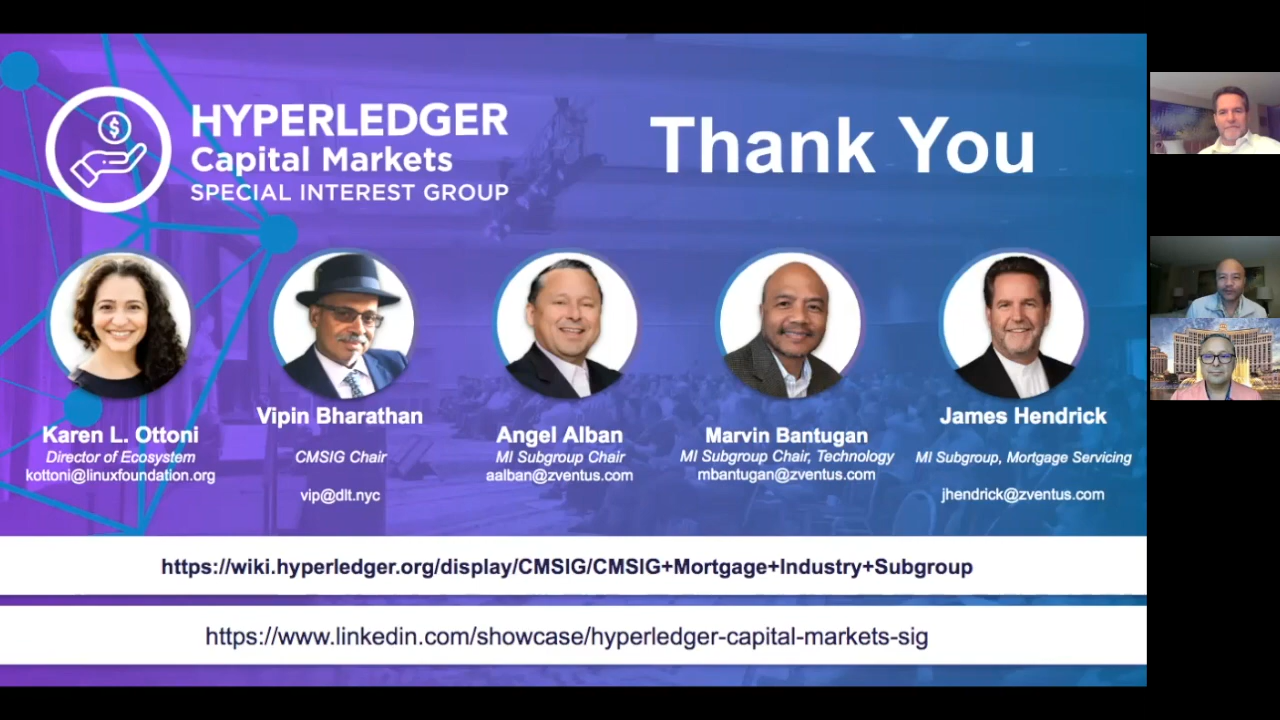 HYPERLEDGER
Capital Markets
SPECIAL INTEREST GROUP
Thank You
$
Karen L. Ottoni
Director of Ecosystem
kottoni@linuxfoundation.org
Vipin Bharathan
CMSIG Chair
vip@dlt.nyc
Angel Alban
MI Subgroup Chair
aalban@zventus.com
Marvin Bantugan
MI Subgroup Chair, Technology
mbantugan@zventus.com
James Hendrick
MI Subgroup, Mortgage Servicing
jhendrick@zventus.com
https://wiki.hyperledger.org/display/CMSIG/CMSIG+Mortgage+Industry+Subgroup
https://www.linkedin.com/showcase/hyperledger-capital-markets-sig